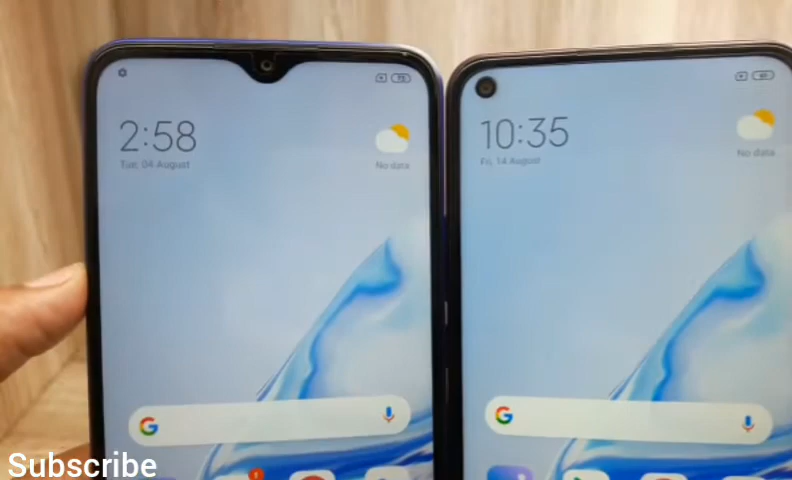 2:58
Tue, 04 August
No data
10:35
Fri, 14 August
No data
Subscribe